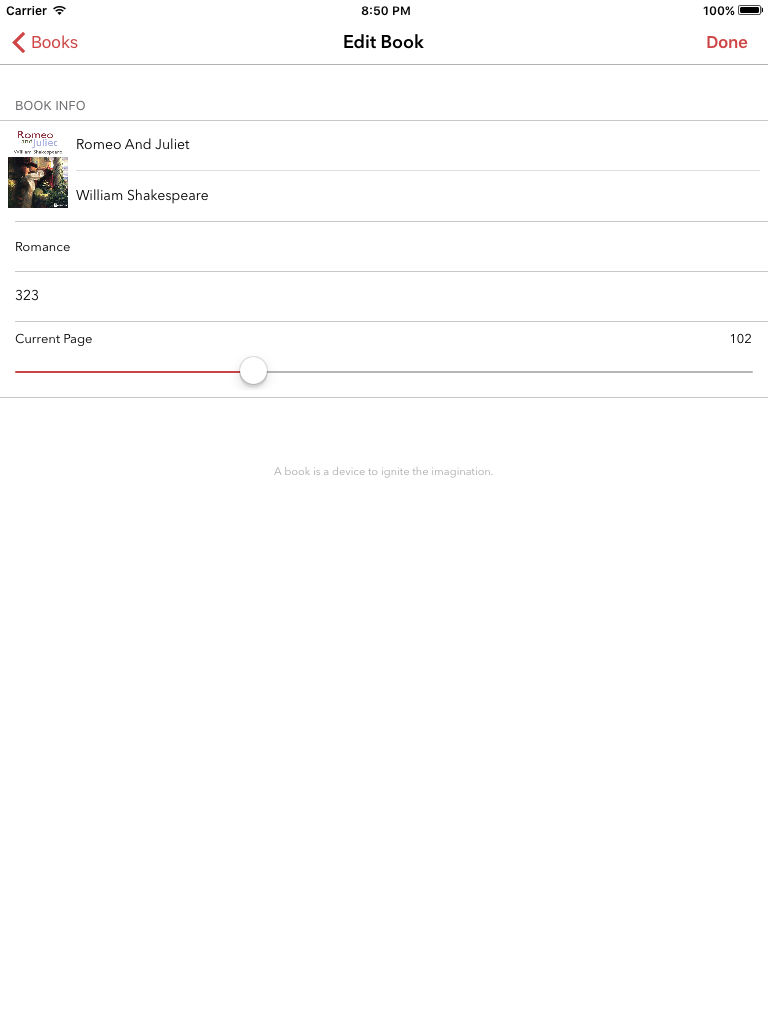 Carrier 8:50 PM 100%
Books Edit Book Done
BOOK INFO
Romeo
and Juliet
William Shakespeare
Romeo And Juliet
William Shakespeare
Romance
323
Current Page 102
A book is a device to ignite the imagination.